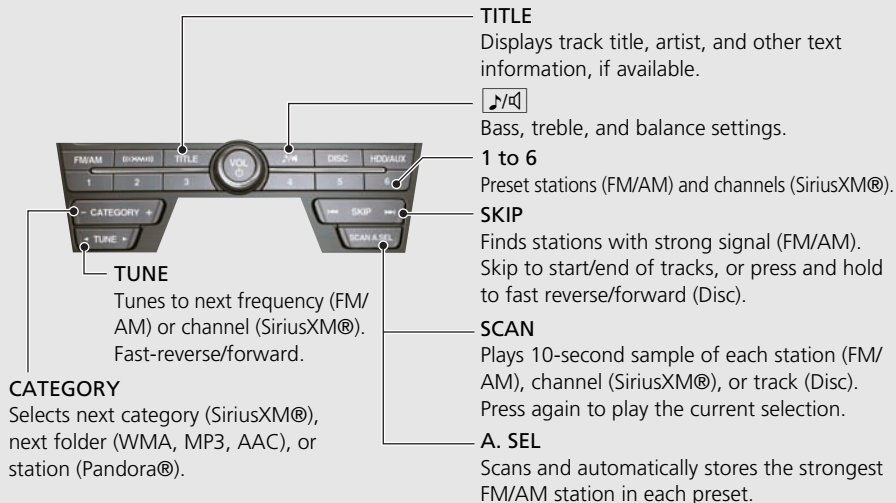 TITLE
Displays track title, artist, and other text
information, if available.
♪/🔈
Bass, treble, and balance settings.
1 to 6
Preset stations (FM/AM) and channels (SiriusXM®).
SKIP
Finds stations with strong signal (FM/AM).
Skip to start/end of tracks, or press and hold
to fast reverse/forward (Disc).
SCAN
Plays 10-second sample of each station (FM/
AM), channel (SiriusXM®), or track (Disc).
Press again to play the current selection.
A. SEL
Scans and automatically stores the strongest
FM/AM station in each preset.
FM/AM TITLE VOL DISC HDD/AUX
1 2 3 4 5 6
- CATEGORY +
⏮ SKIP ⏭
◄ TUNE ►
SCAN A.SEL
TUNE
Tunes to next frequency (FM/
AM) or channel (SiriusXM®).
Fast-reverse/forward.
CATEGORY
Selects next category (SiriusXM®),
next folder (WMA, MP3, AAC), or
station (Pandora®).